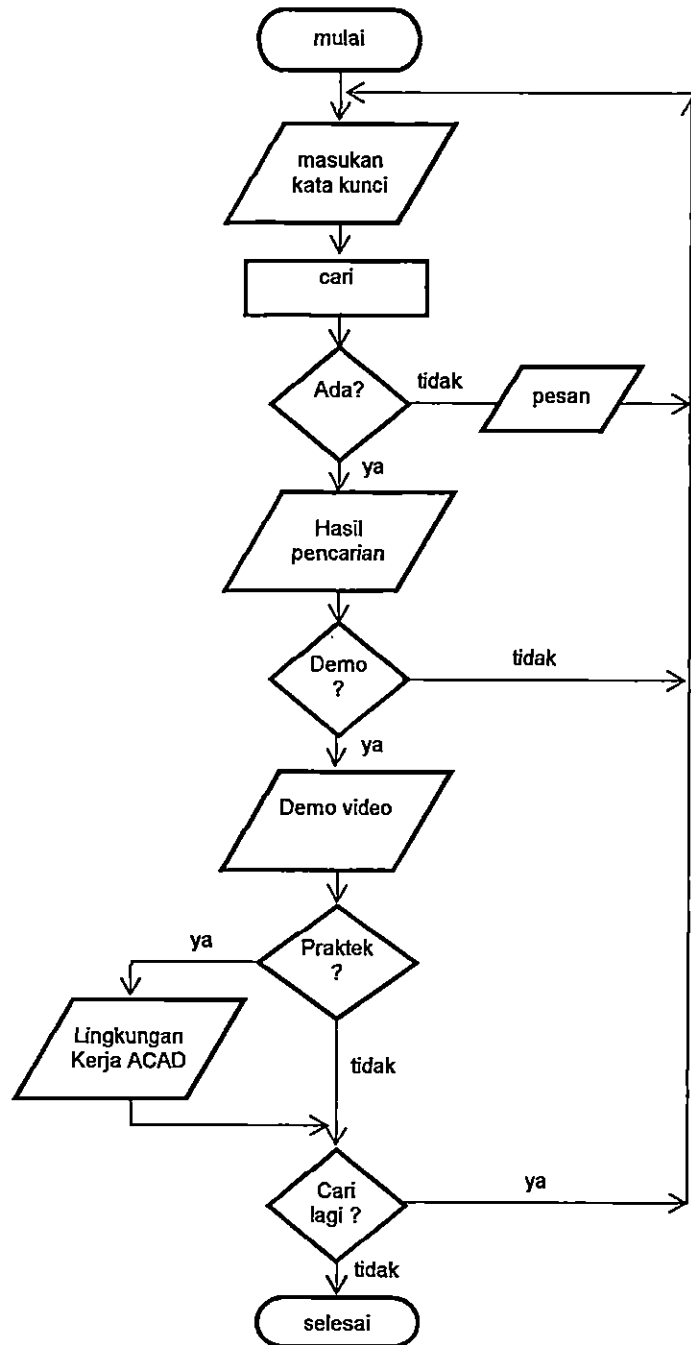 mulai
masukan
kata kunci
cari
Ada?
tidak
pesan
ya
Hasil
pencarian
Demo
?
tidak
ya
Demo video
ya
Praktek
?
Lingkungan
Kerja ACAD
tidak
Cari
lagi ?
ya
tidak
selesai